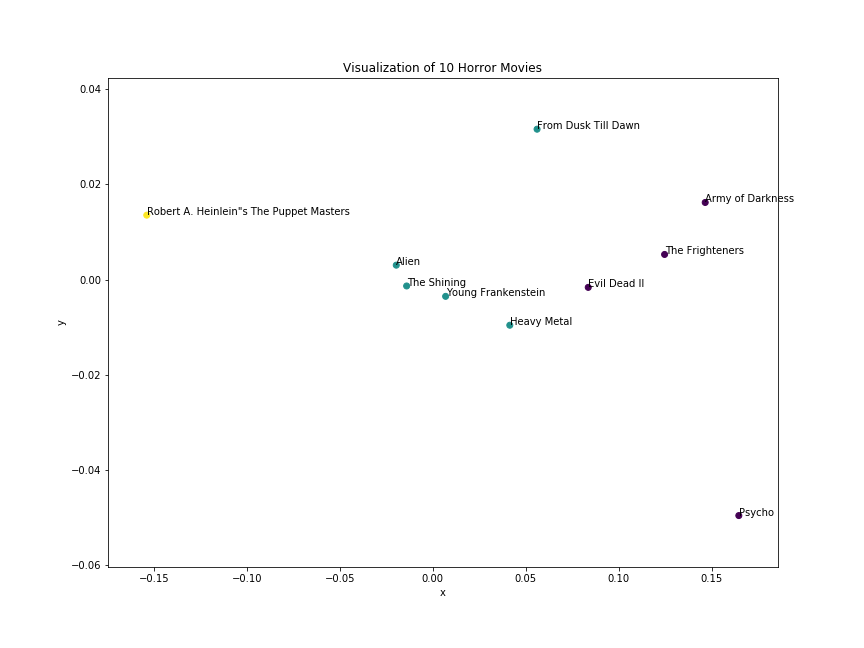 Visualization of 10 Horror Movies
0.04
From Dusk Till Dawn
0.02
Army of Darkness
Robert A. Heinlein"s The Puppet Masters
The Frighteners
Alien
0.00
The Shining
Evil Dead II
Young Frankenstein
Heavy Metal
y
−0.02
−0.04
Psycho
−0.06
−0.15 −0.10 −0.05 0.00 0.05 0.10 0.15
x